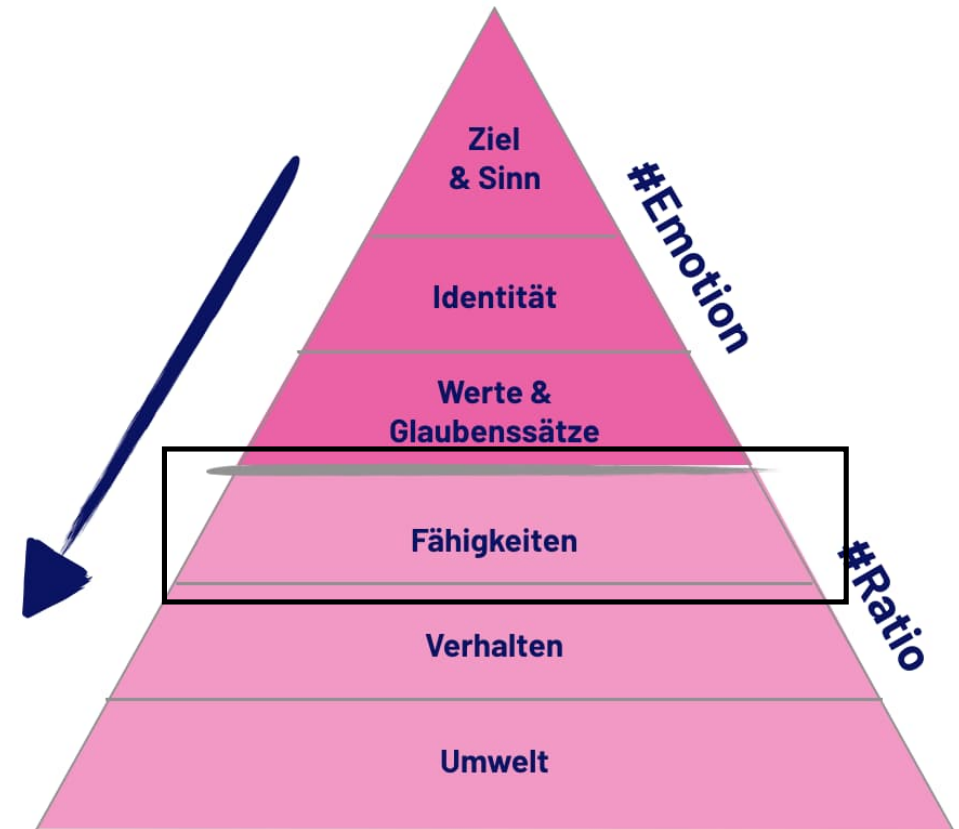 Ziel
& Sinn
#Emotion
Identität
Werte &
Glaubenssätze
Fähigkeiten
#Ratio
Verhalten
Umwelt